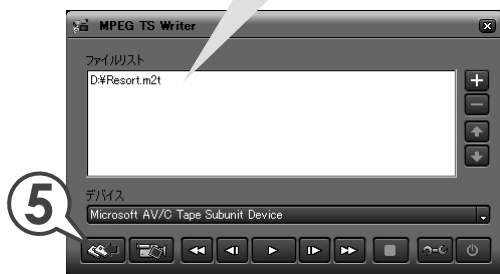 MPEG TS Writer
ファイルリスト
D:¥Resort.m2t
デバイス
Microsoft AV/C Tape Subunit Device
5